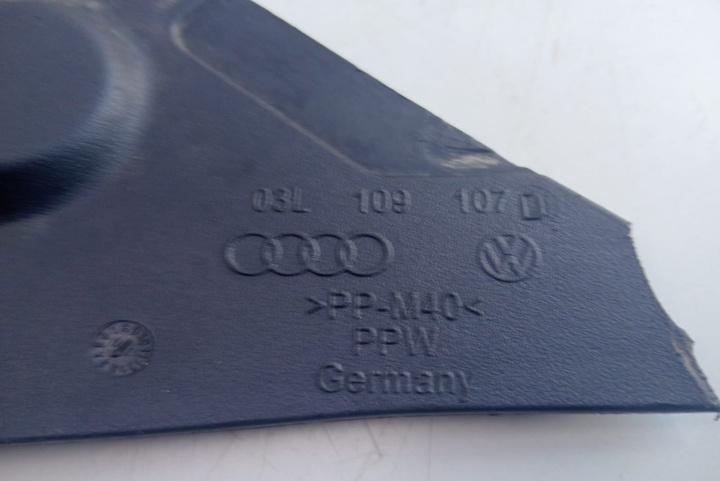 03L 109 107 D
>PP-M40<
PPW
Germany